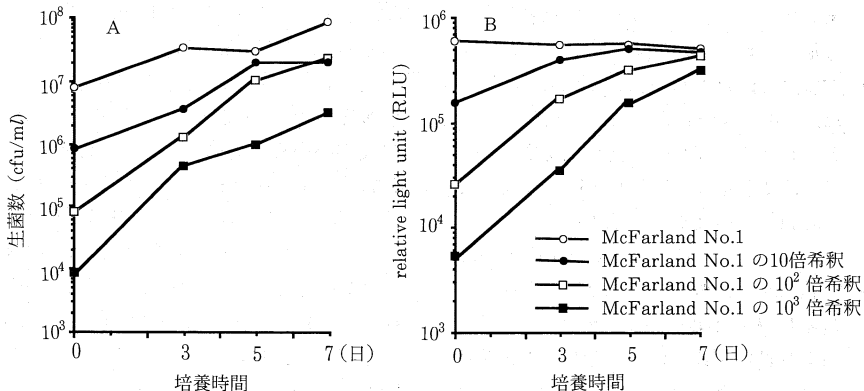 A
生菌数 (cfu/ml)
10⁸
10⁷
10⁶
10⁵
10⁴
10³
0 3 5 7 (日)
培養時間
B
relative light unit (RLU)
10⁶
10⁵
10⁴
10³
0 3 5 7 (日)
培養時間
McFarland No.1
McFarland No.1 の10倍希釈
McFarland No.1 の 10² 倍希釈
McFarland No.1 の 10³ 倍希釈